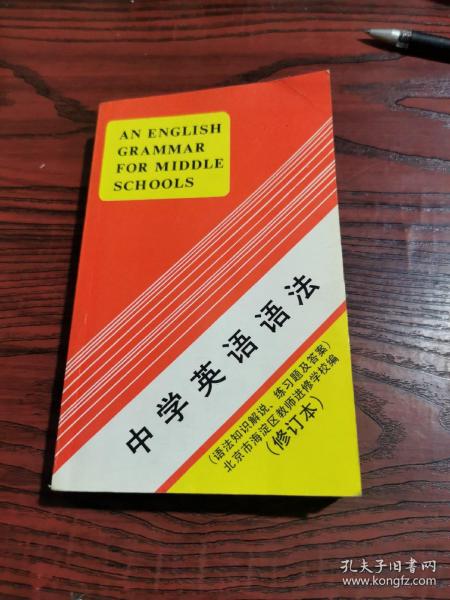 AN ENGLISH
GRAMMAR
FOR MIDDLE
SCHOOLS
中学英语语法
(语法知识解说、练习题及答案)
北京市海淀区教师进修学校编
(修订本)
孔夫子旧书网
www.kongfz.com